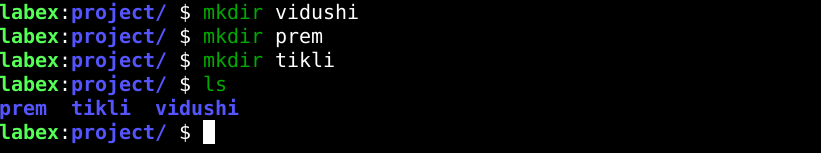 labex:project/ $ mkdir vidushi
labex:project/ $ mkdir prem
labex:project/ $ mkdir tikli
labex:project/ $ ls
prem  tikli  vidushi
labex:project/ $